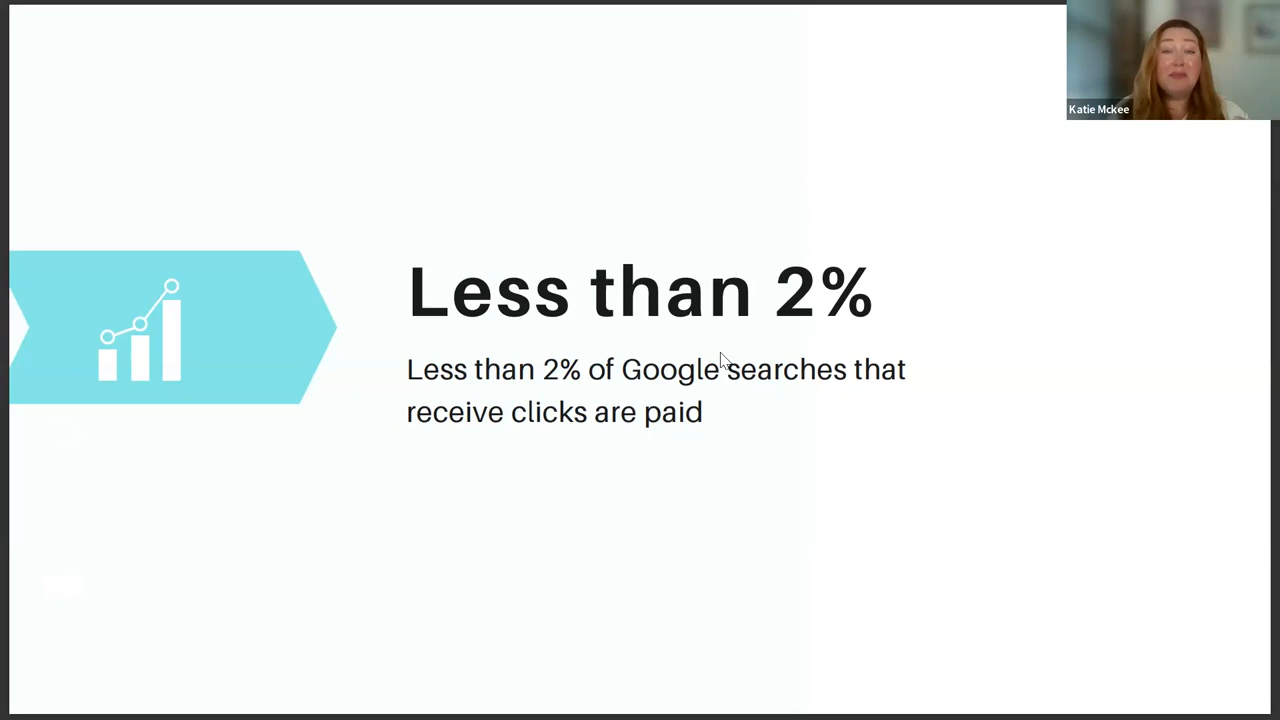 Katie Mckee
Less than 2%
Less than 2% of Google searches that
receive clicks are paid